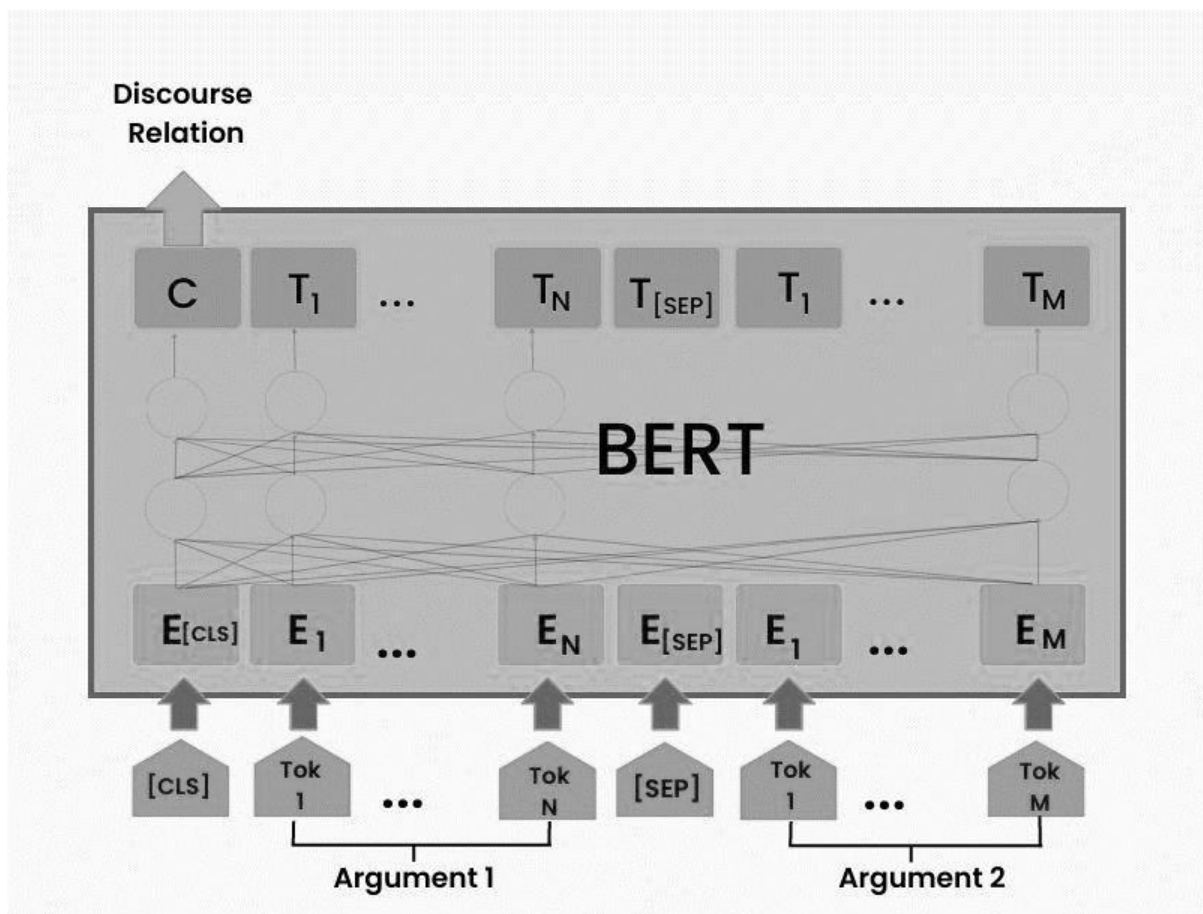 Discourse
Relation
C T1 ... TN T[SEP] T1 ... TM
BERT
E[CLS] E1 ... EN E[SEP] E1 ... EM
[CLS] Tok 1 ... Tok N [SEP] Tok 1 ... Tok M
Argument 1 Argument 2